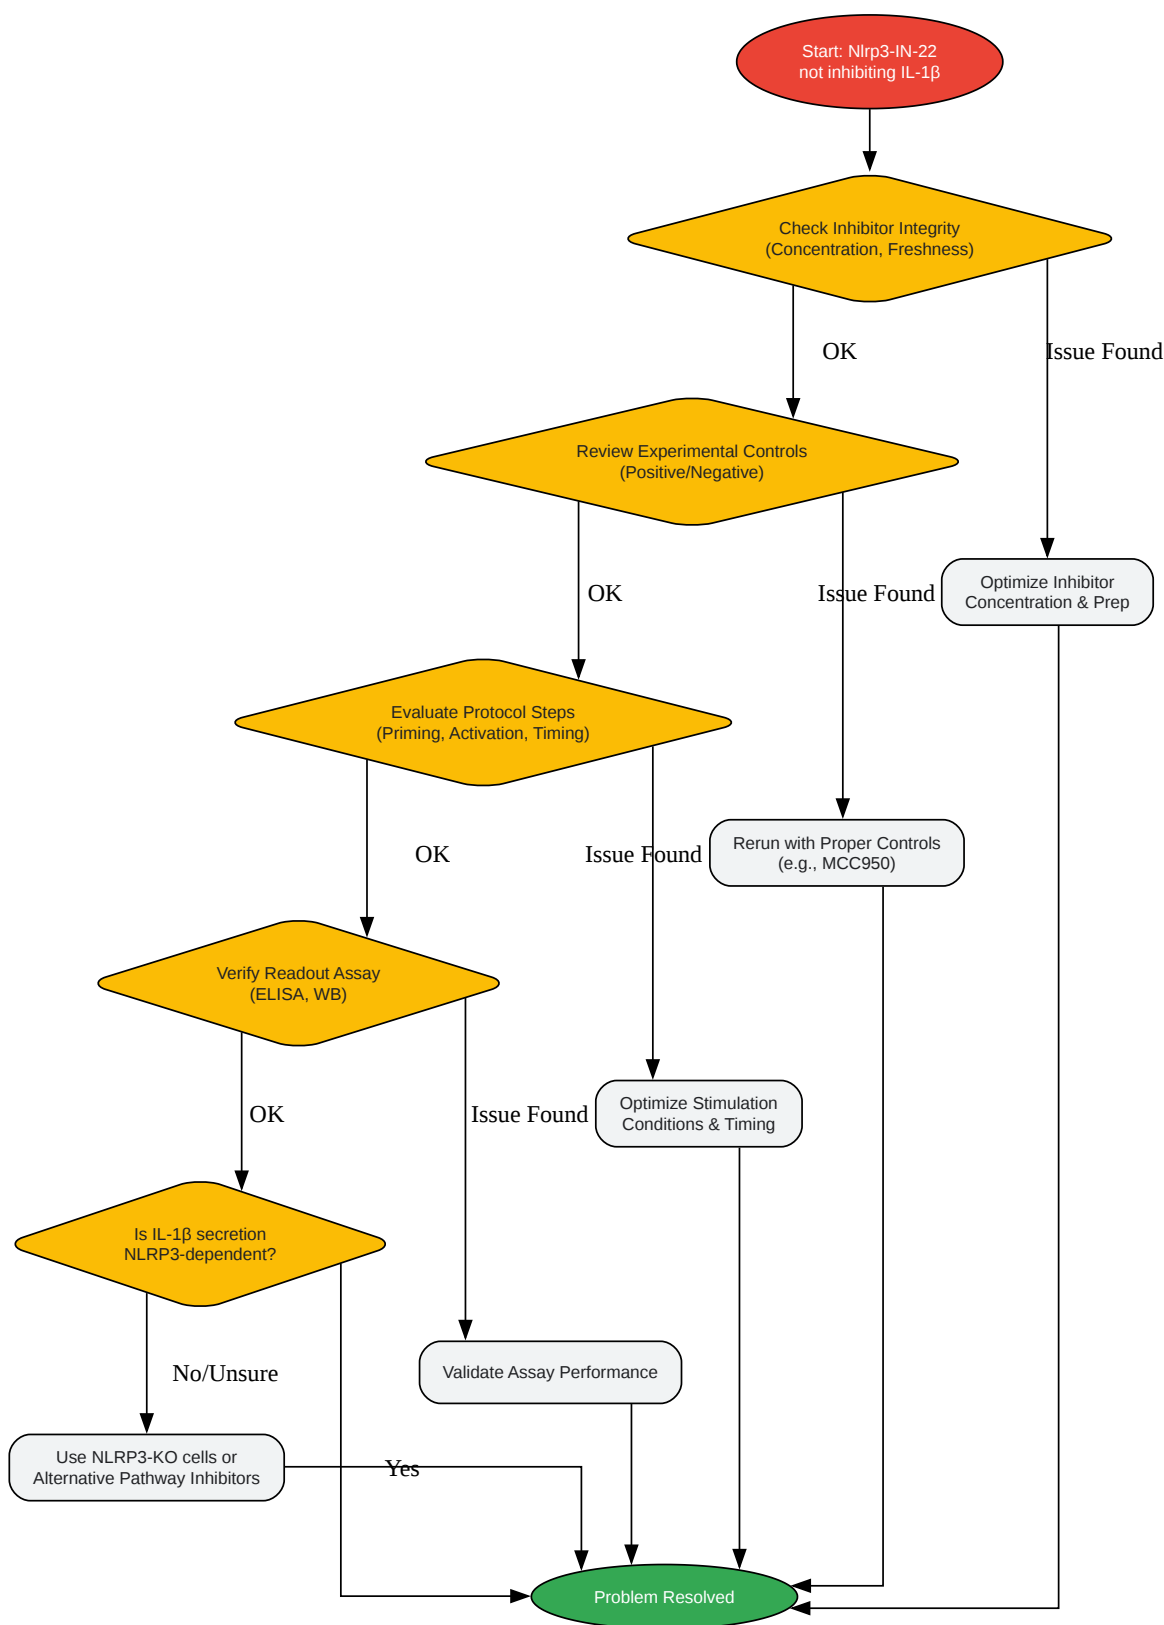 Start: Nlrp3-IN-22
not inhibiting IL-1β
Check Inhibitor Integrity
(Concentration, Freshness)
OK
Issue Found
Review Experimental Controls
(Positive/Negative)
OK
Issue Found
Optimize Inhibitor
Concentration & Prep
Evaluate Protocol Steps
(Priming, Activation, Timing)
OK
Issue Found
Rerun with Proper Controls
(e.g., MCC950)
Verify Readout Assay
(ELISA, WB)
OK
Issue Found
Optimize Stimulation
Conditions & Timing
Is IL-1β secretion
NLRP3-dependent?
No/Unsure
Validate Assay Performance
Use NLRP3-KO cells or
Alternative Pathway Inhibitors
Yes
Problem Resolved